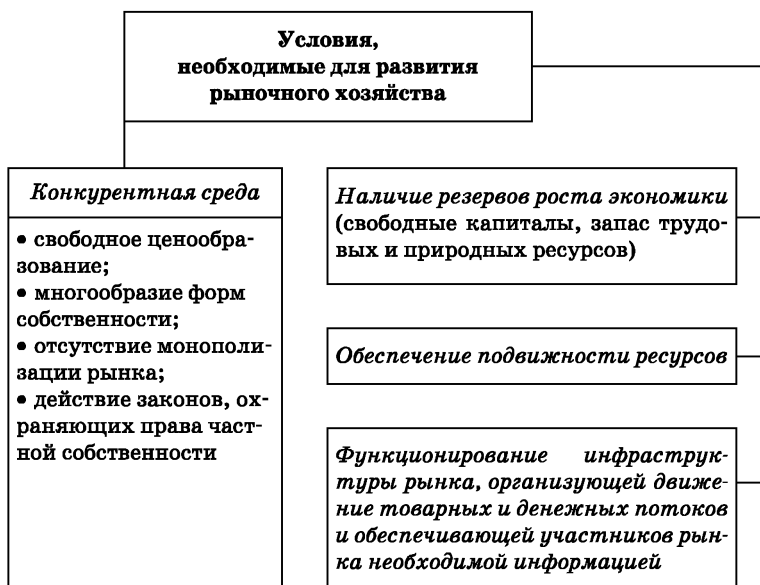 Условия,
необходимые для развития
рыночного хозяйства
Конкурентная среда
• свободное ценообра-
зование;
• многообразие форм
собственности;
• отсутствие монополи-
зации рынка;
• действие законов, ох-
раняющих права част-
ной собственности
Наличие резервов роста экономики
(свободные капиталы, запас трудо-
вых и природных ресурсов)
Обеспечение подвижности ресурсов
Функционирование инфраструк-
туры рынка, организующей движе-
ние товарных и денежных потоков
и обеспечивающей участников рын-
ка необходимой информацией